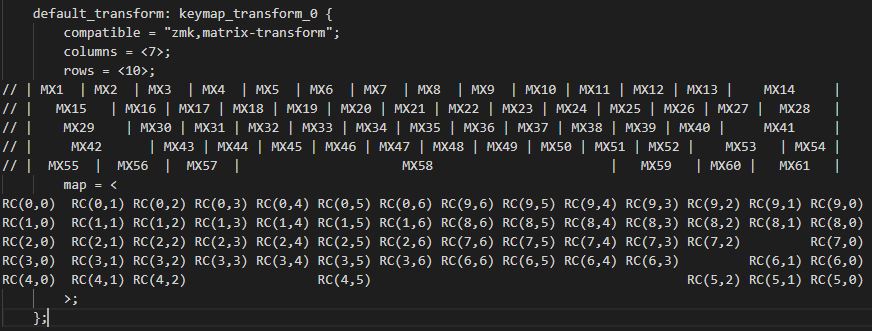 default_transform: keymap_transform_0 {
compatible = "zmk,matrix-transform";
columns = <7>;
rows = <10>;
// | MX1 | MX2 | MX3 | MX4 | MX5 | MX6 | MX7 | MX8 | MX9 | MX10 | MX11 | MX12 | MX13 | MX14 |
// | MX15 | MX16 | MX17 | MX18 | MX19 | MX20 | MX21 | MX22 | MX23 | MX24 | MX25 | MX26 | MX27 | MX28 |
// | MX29 | MX30 | MX31 | MX32 | MX33 | MX34 | MX35 | MX36 | MX37 | MX38 | MX39 | MX40 | MX41 |
// | MX42 | MX43 | MX44 | MX45 | MX46 | MX47 | MX48 | MX49 | MX50 | MX51 | MX52 | MX53 | MX54 |
// | MX55 | MX56 | MX57 | MX58 | MX59 | MX60 | MX61 |
map = <
RC(0,0) RC(0,1) RC(0,2) RC(0,3) RC(0,4) RC(0,5) RC(0,6) RC(9,6) RC(9,5) RC(9,4) RC(9,3) RC(9,2) RC(9,1) RC(9,0)
RC(1,0) RC(1,1) RC(1,2) RC(1,3) RC(1,4) RC(1,5) RC(1,6) RC(8,6) RC(8,5) RC(8,4) RC(8,3) RC(8,2) RC(8,1) RC(8,0)
RC(2,0) RC(2,1) RC(2,2) RC(2,3) RC(2,4) RC(2,5) RC(2,6) RC(7,6) RC(7,5) RC(7,4) RC(7,3) RC(7,2) RC(7,0)
RC(3,0) RC(3,1) RC(3,2) RC(3,3) RC(3,4) RC(3,5) RC(3,6) RC(6,6) RC(6,5) RC(6,4) RC(6,3) RC(6,1) RC(6,0)
RC(4,0) RC(4,1) RC(4,2) RC(4,5) RC(5,2) RC(5,1) RC(5,0)
>;
};